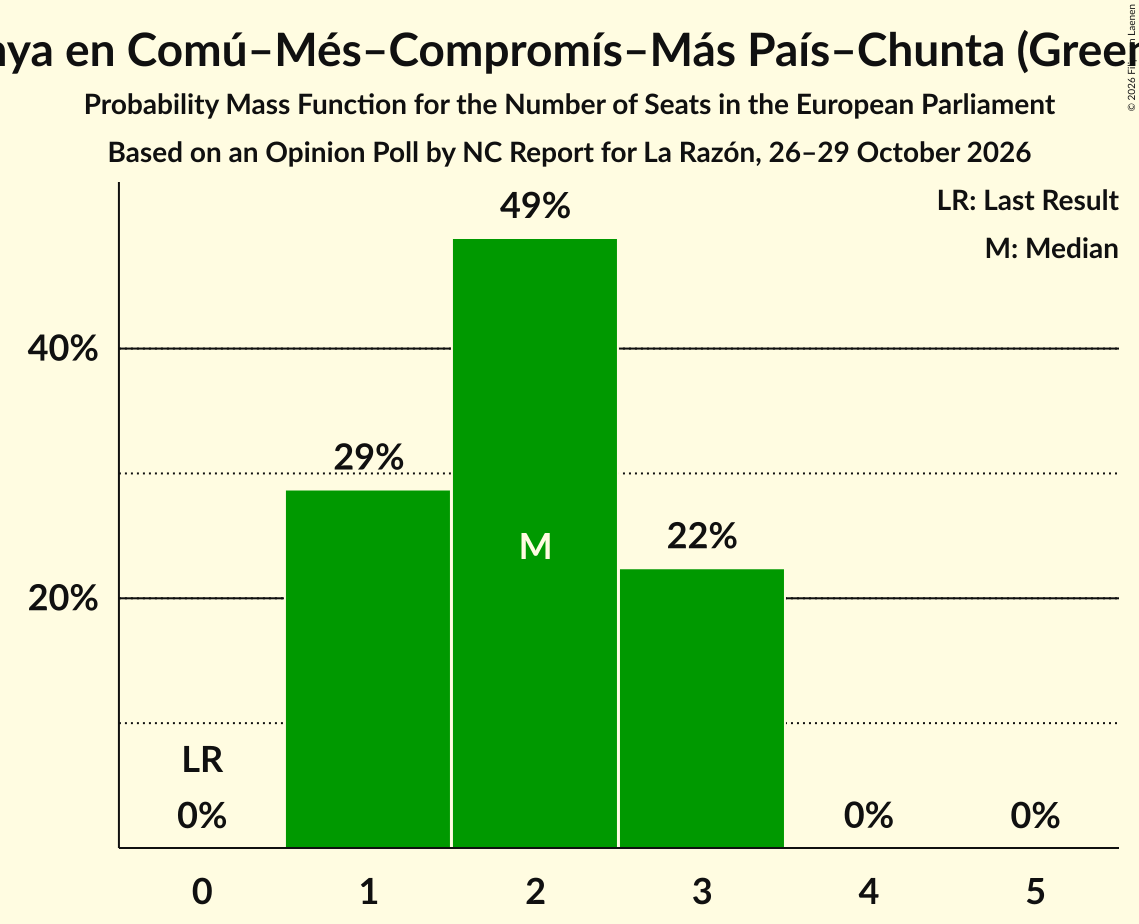 en Comú–Més–Compromís–Más País–Chunta
Probability Mass Function for the Number of Seats in the European Parliament
Based on an Opinion Poll by NC Report for La Razón, 26–29 October 2026
LR: Last Result
M: Median
49%
40%
29%
M
22%
20%
LR
0%
0%
0%
0
1
2
3
4
5
© 2026 Laenen